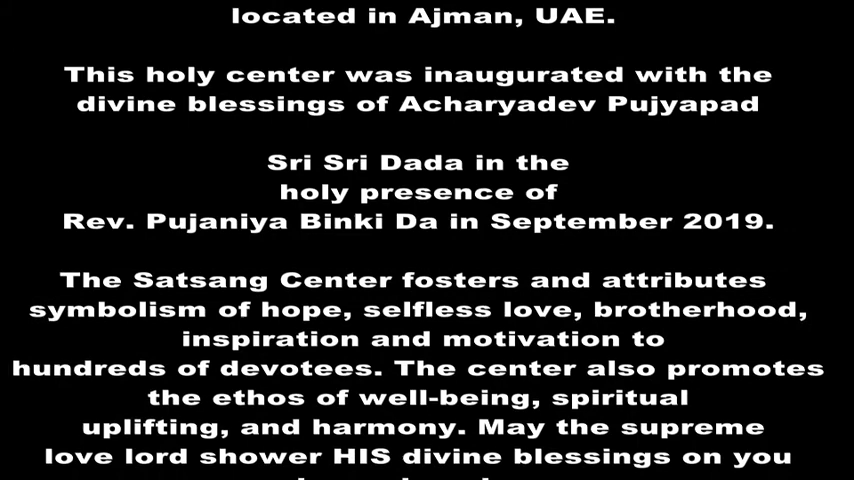 located in Ajman, UAE.
This holy center was inaugurated with the
divine blessings of Acharyadev Pujyapad
Sri Sri Dada in the
holy presence of
Rev. Pujaniya Binki Da in September 2019.
The Satsang Center fosters and attributes
symbolism of hope, selfless love, brotherhood,
inspiration and motivation to
hundreds of devotees. The center also promotes
the ethos of well-being, spiritual
uplifting, and harmony. May the supreme
love lord shower HIS divine blessings on you